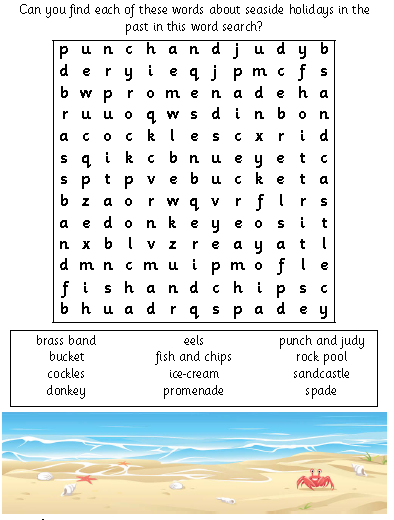 Can you find each of these words about seaside holidays in the
past in this word search?
p u n c h a n d j u d y b
d e r y i e q j p m c f s
b w p r o m e n a d e h a
r u u o q w s d i n b o n
a c o c k l e s c x r i d
s q i k c b n u e y e t c
s p t p v e b u c k e t a
b z a o r w q v r f l r s
a e d o n k e y e o s i t
n x b l v z r e a y a t l
d m n c m u i p m o f l e
f i s h a n d c h i p s c
b h u a d r q s p a d e y
brass band eels punch and judy
bucket fish and chips rock pool
cockles ice-cream sandcastle
donkey promenade spade